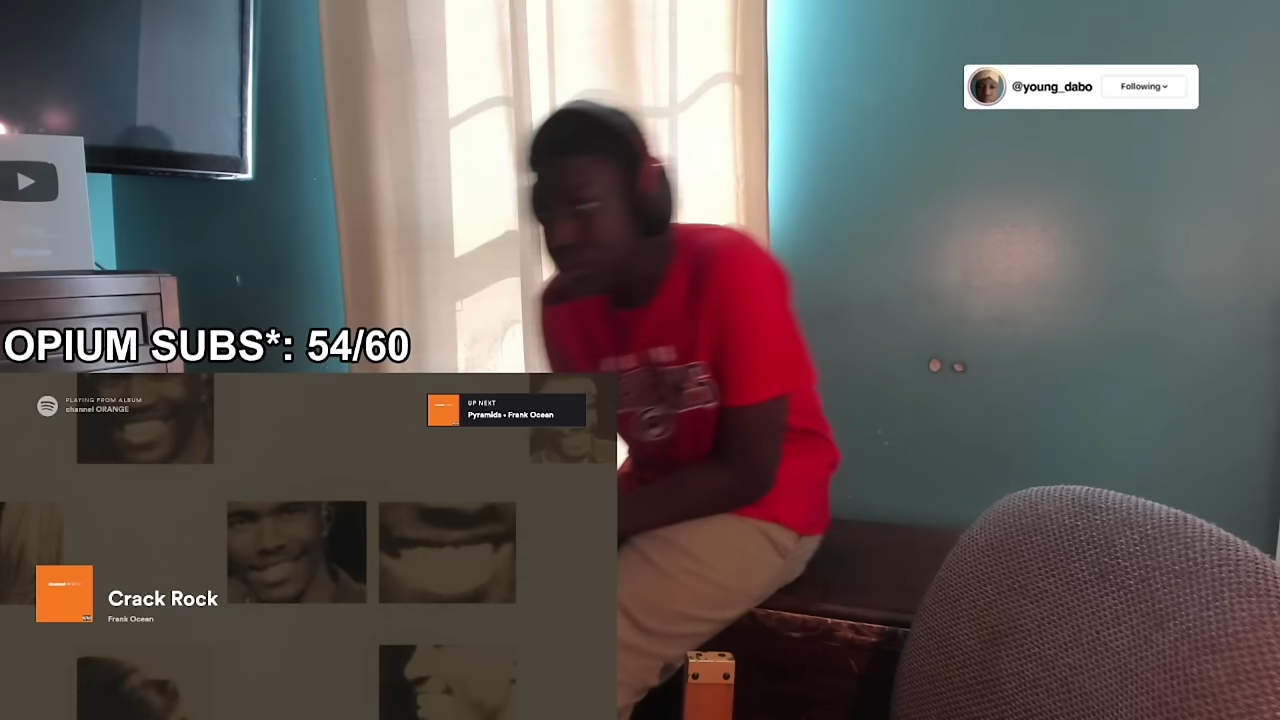 @young_dabo
Following
OPIUM SUBS*: 54/60
PLAYING FROM ALBUM
channel ORANGE
UP NEXT
Pyramids • Frank Ocean
Crack Rock
Frank Ocean